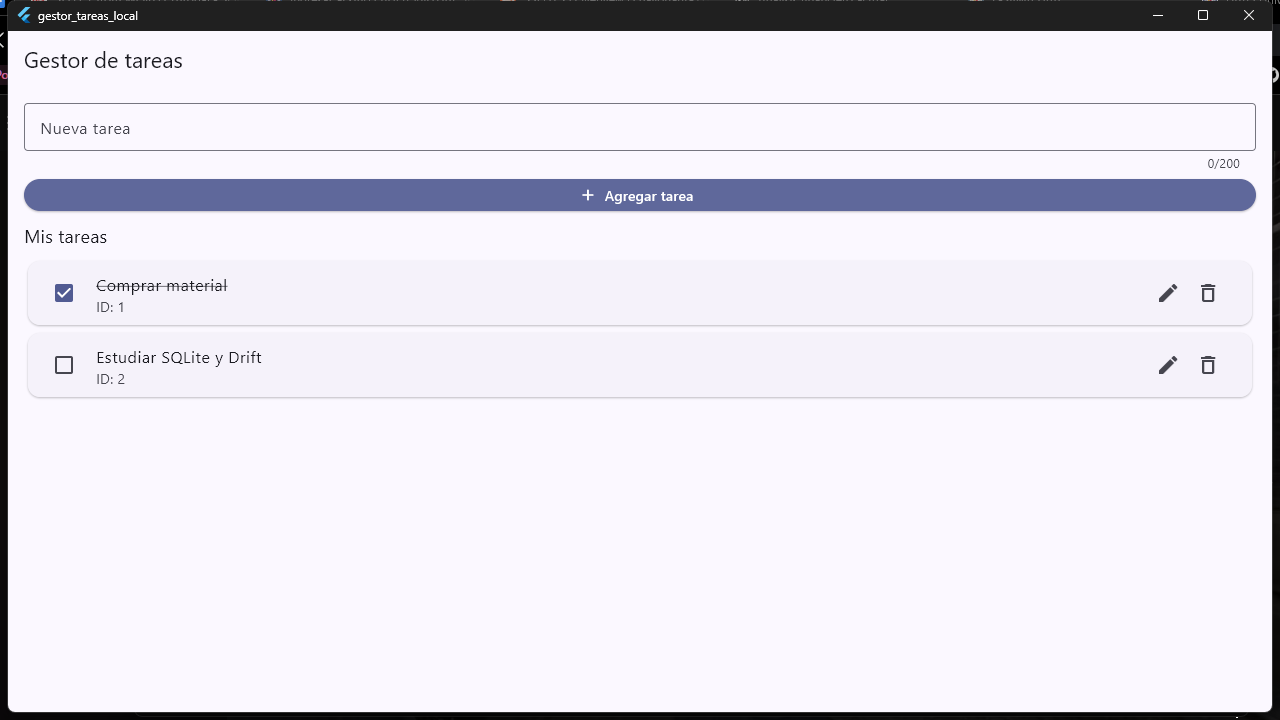 gestor_tareas_local
Gestor de tareas
Nueva tarea
0/200
Agregar tarea
Mis tareas
Comprar material
ID: 1
Estudiar SQLite y Drift
ID: 2